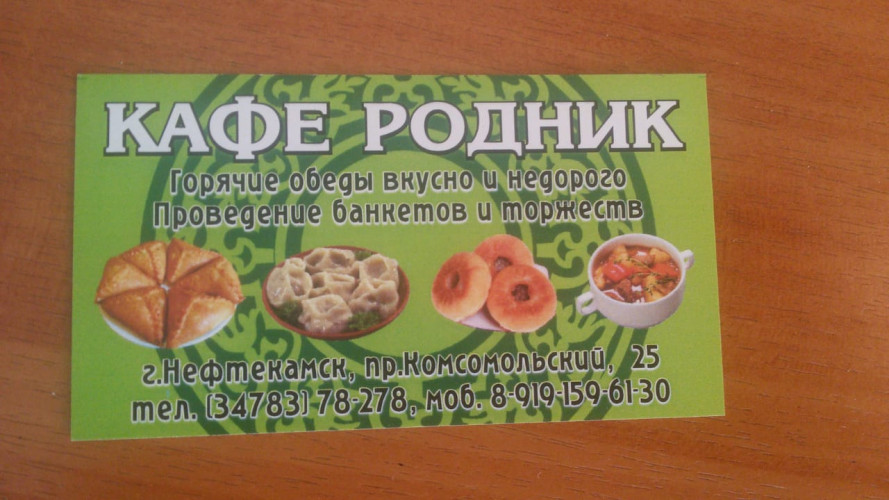 КАФЕ РОДНИК
Горячие обеды вкусно и недорого
Проведение банкетов и торжеств
г.Нефтекамск, пр.Комсомольский, 25
тел. (34783) 78-278, моб. 8-919-159-61-30